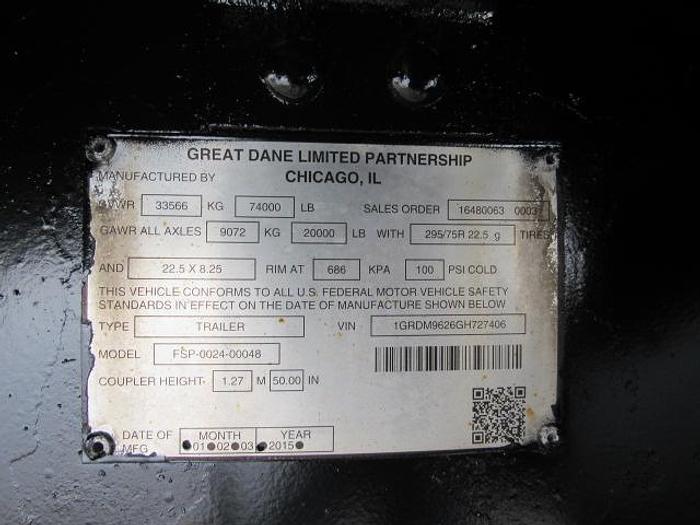 GREAT DANE LIMITED PARTNERSHIP
MANUFACTURED BY CHICAGO, IL
GVWR 33566 KG 74000 LB SALES ORDER 16480063 0003
GAWR ALL AXLES 9072 KG 20000 LB WITH 295/75R 22.5 g TIRES
AND 22.5 X 8.25 RIM AT 686 KPA 100 PSI COLD
THIS VEHICLE CONFORMS TO ALL U.S. FEDERAL MOTOR VEHICLE SAFETY
STANDARDS IN EFFECT ON THE DATE OF MANUFACTURE SHOWN BELOW
TYPE TRAILER VIN 1GRDM9626GH727406
MODEL FSP-0024-00048
COUPLER HEIGHT 1.27 M 50.00 IN
DATE OF MFG MONTH YEAR
01 02 03 2015